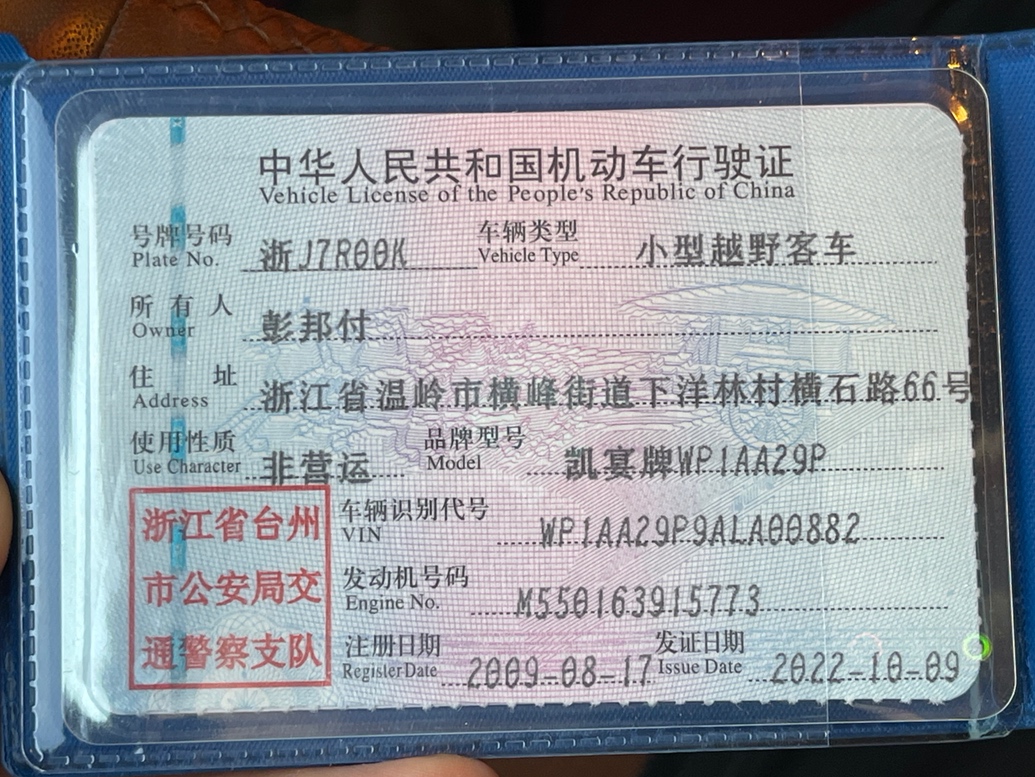 中华人民共和国机动车行驶证
Vehicle License of the People's Republic of China
号牌号码 浙J7R00K 车辆类型 小型越野客车
Plate No. Vehicle Type
所有人 彭邦付
Owner
住址 浙江省温岭市横峰街道下洋林村横石路66号
Address
使用性质 非营运 品牌型号 凯宴牌WP1AA29P
Use Character Model
浙江省台州
市公安局交
通警察支队
车辆识别代号 WP1AA29P9ALA00882
VIN
发动机号码 M550163915773
Engine No.
注册日期 2009-08-17 发证日期 2022-10-09
Register Date Issue Date